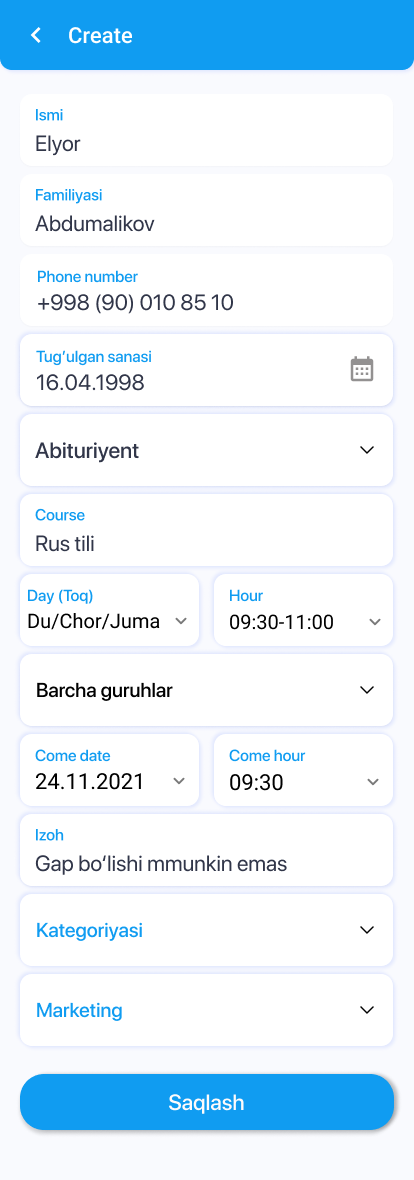 Create
Ismi
Elyor
Familiyasi
Abdumalikov
Phone number
+998 (90) 010 85 10
Tug‘ulgan sanasi
16.04.1998
Abituriyent
Course
Rus tili
Day (Toq)
Du/Chor/Juma
Hour
09:30-11:00
Barcha guruhlar
Come date
24.11.2021
Come hour
09:30
Izoh
Gap bo‘lishi mmunkin emas
Kategoriyasi
Marketing
Saqlash